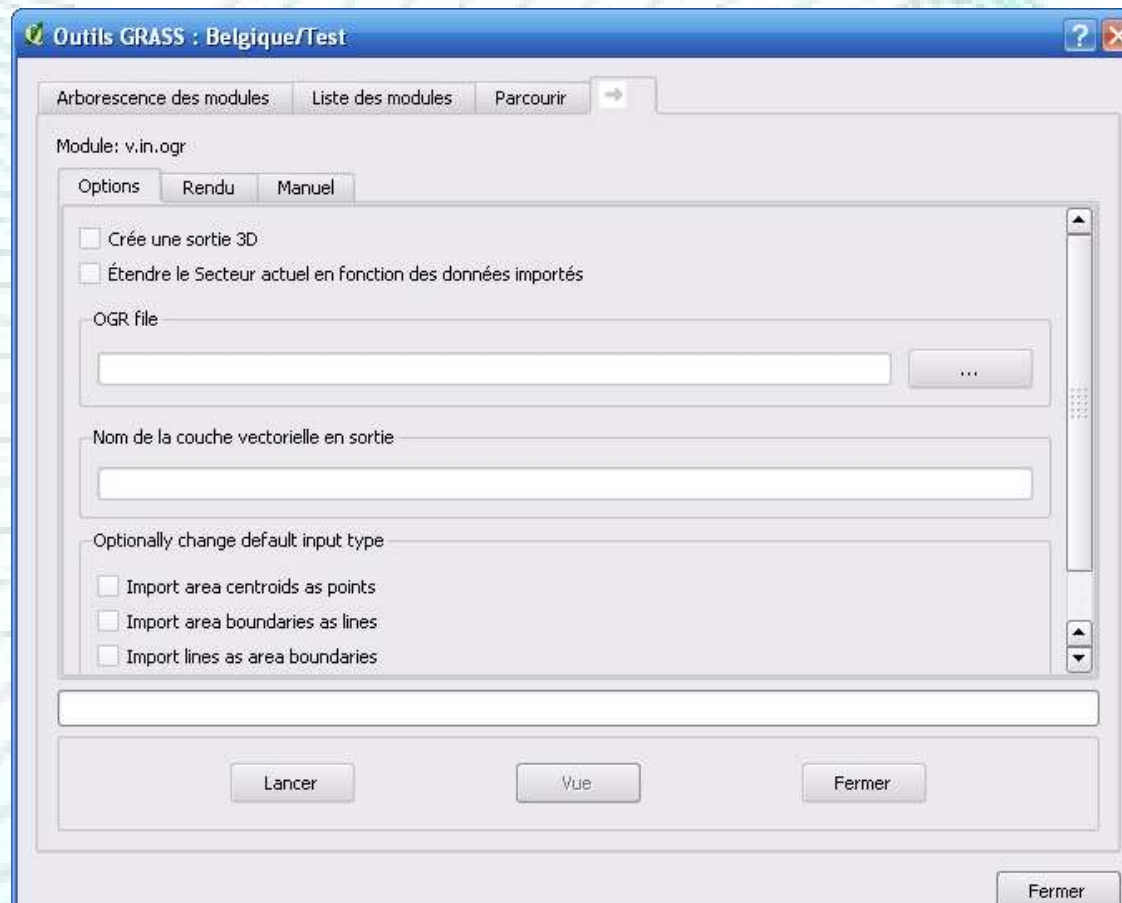 Outils GRASS : Belgique/Test
Arborescence des modules Liste des modules Parcourir
Module: v.in.ogr
Options Rendu Manuel
Crée une sortie 3D
Étendre le Secteur actuel en fonction des données importés
OGR file
...
Nom de la couche vectorielle en sortie
Optionally change default input type
Import area centroids as points
Import area boundaries as lines
Import lines as area boundaries
Lancer Vue Fermer
Fermer